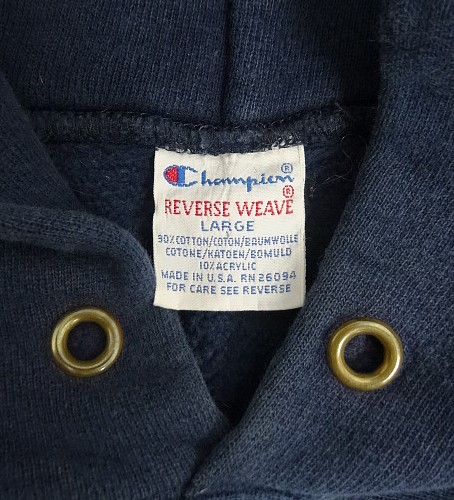 Champion®
REVERSE WEAVE®
LARGE
90% COTTON/COTON/BAUMWOLLE
COTONE/KATOEN/BOMULD
10% ACRYLIC
MADE IN U.S.A. RN 26094
FOR CARE SEE REVERSE